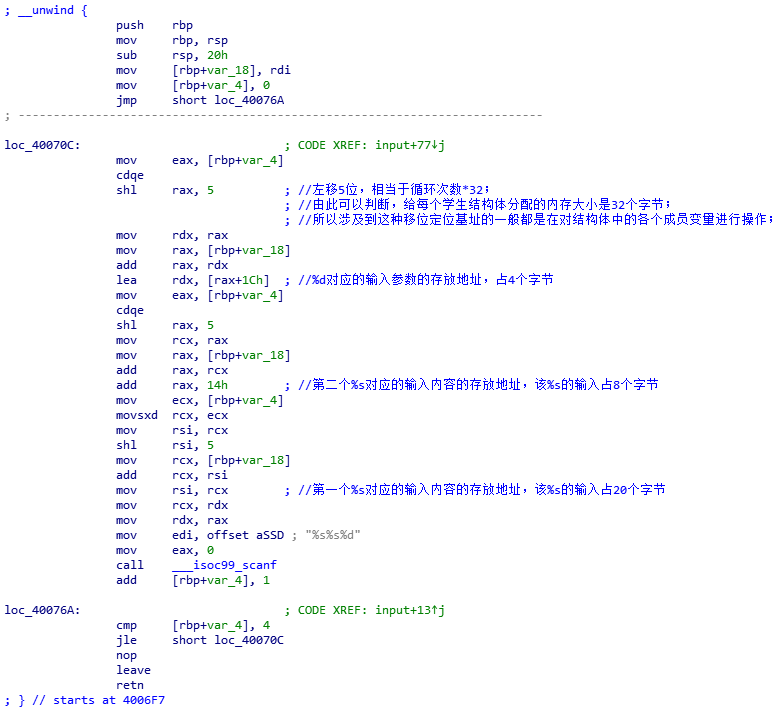 ; __unwind {
push rbp
mov rbp, rsp
sub rsp, 20h
mov [rbp+var_18], rdi
mov [rbp+var_4], 0
jmp short loc_40076A
; ---------------------------------------------------------------------------
loc_40070C: ; CODE XREF: input+77↓j
mov eax, [rbp+var_4]
cdqe
shl rax, 5 ; //左移5位，相当于循环次数*32；
; //由此可以判断，给每个学生结构体分配的内存大小是32个字节；
; //所以涉及到这种移位定位基址的一般都是在对结构体中的各个成员变量进行操作；
mov rdx, rax
mov rax, [rbp+var_18]
add rax, rdx
lea rdx, [rax+1Ch] ; //%d对应的输入参数的存放地址，占4个字节
mov eax, [rbp+var_4]
cdqe
shl rax, 5
mov rcx, rax
mov rax, [rbp+var_18]
add rax, rcx
add rax, 14h ; //第二个%s对应的输入内容的存放地址，该%s的输入占8个字节
mov ecx, [rbp+var_4]
movsxd rcx, ecx
mov rsi, rcx
shl rsi, 5
mov rcx, [rbp+var_18]
add rcx, rsi
mov rsi, rcx ; //第一个%s对应的输入内容的存放地址，该%s的输入占20个字节
mov rcx, rdx
mov rdx, rax
mov edi, offset aSSD ; "%s%s%d"
mov eax, 0
call ___isoc99_scanf
add [rbp+var_4], 1
loc_40076A: ; CODE XREF: input+13↑j
cmp [rbp+var_4], 4
jle short loc_40070C
nop
leave
retn
; } // starts at 4006F7